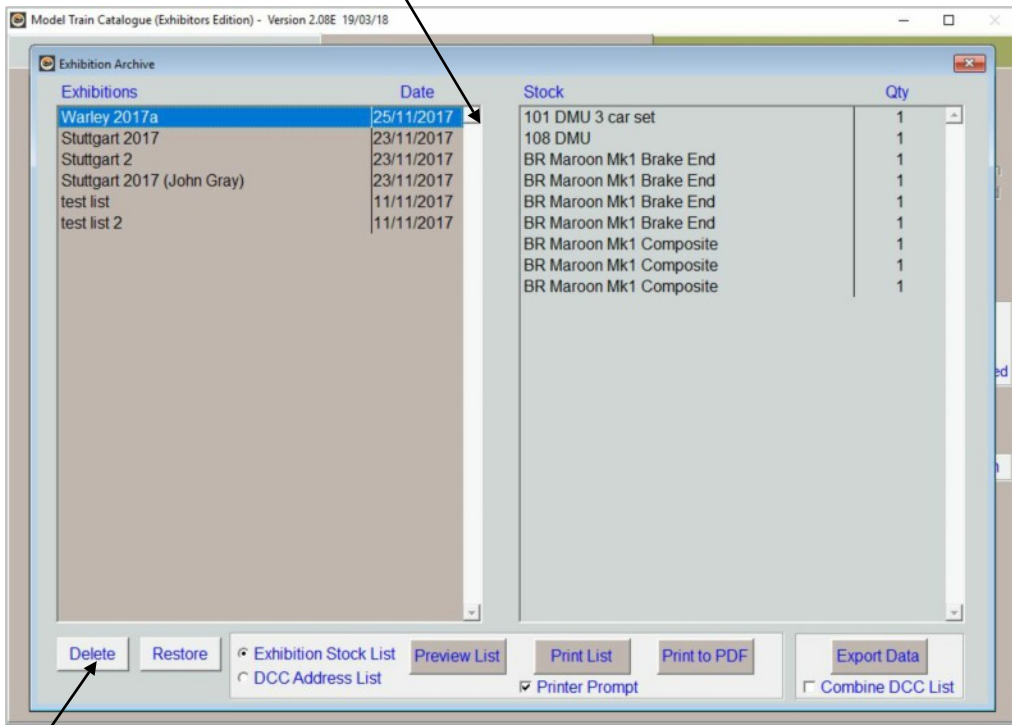 Model Train Catalogue (Exhibitors Edition) - Version 2.08E 19/03/18
Exhibition Archive
Exhibitions Date Stock Qty
Warley 2017a 25/11/2017 101 DMU 3 car set 1
Stuttgart 2017 23/11/2017 108 DMU 1
Stuttgart 2 23/11/2017 BR Maroon Mk1 Brake End 1
Stuttgart 2017 (John Gray) 23/11/2017 BR Maroon Mk1 Brake End 1
test list 11/11/2017 BR Maroon Mk1 Brake End 1
test list 2 11/11/2017 BR Maroon Mk1 Brake End 1
BR Maroon Mk1 Composite 1
BR Maroon Mk1 Composite 1
BR Maroon Mk1 Composite 1
Delete Restore Exhibition Stock List Preview List Print List Print to PDF Export Data
DCC Address List Printer Prompt Combine DCC List